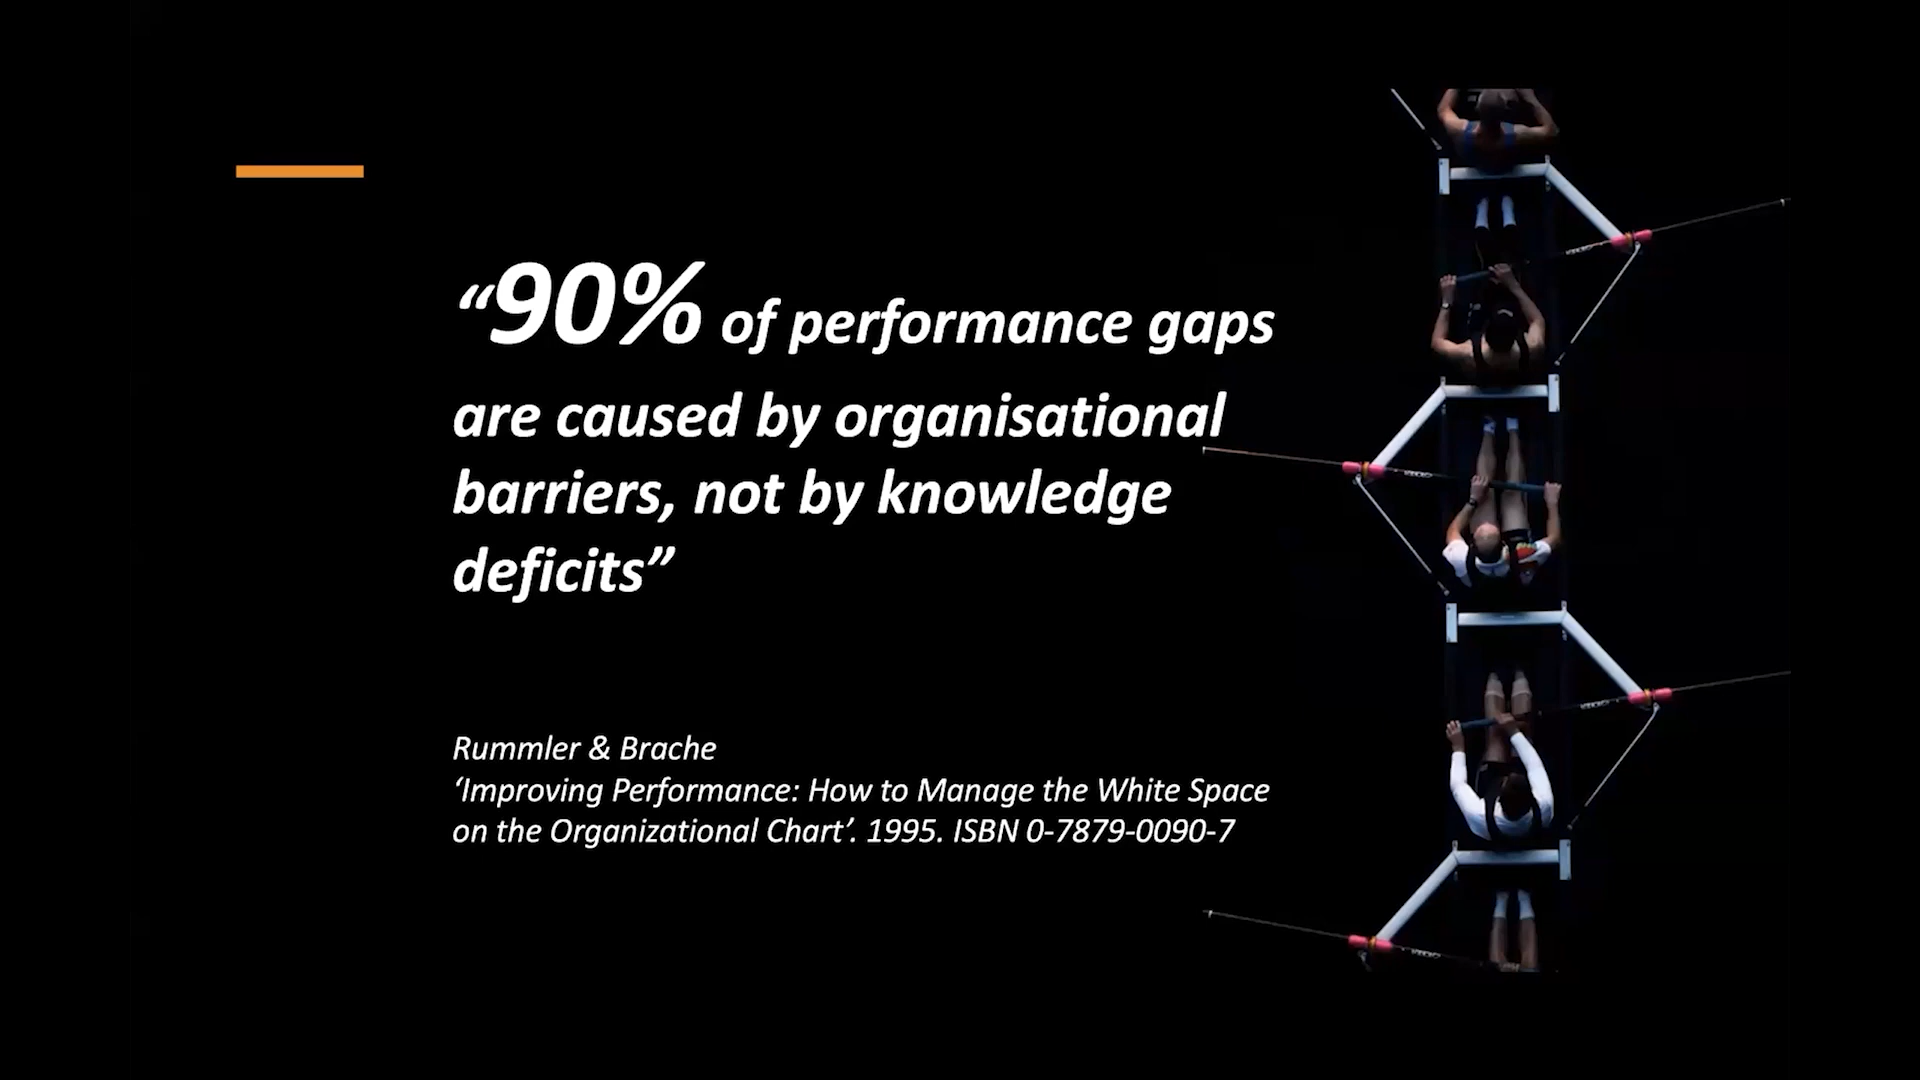 “90% of performance gaps
are caused by organisational
barriers, not by knowledge
deficits”
Rummler & Brache
‘Improving Performance: How to Manage the White Space
on the Organizational Chart’. 1995. ISBN 0-7879-0090-7